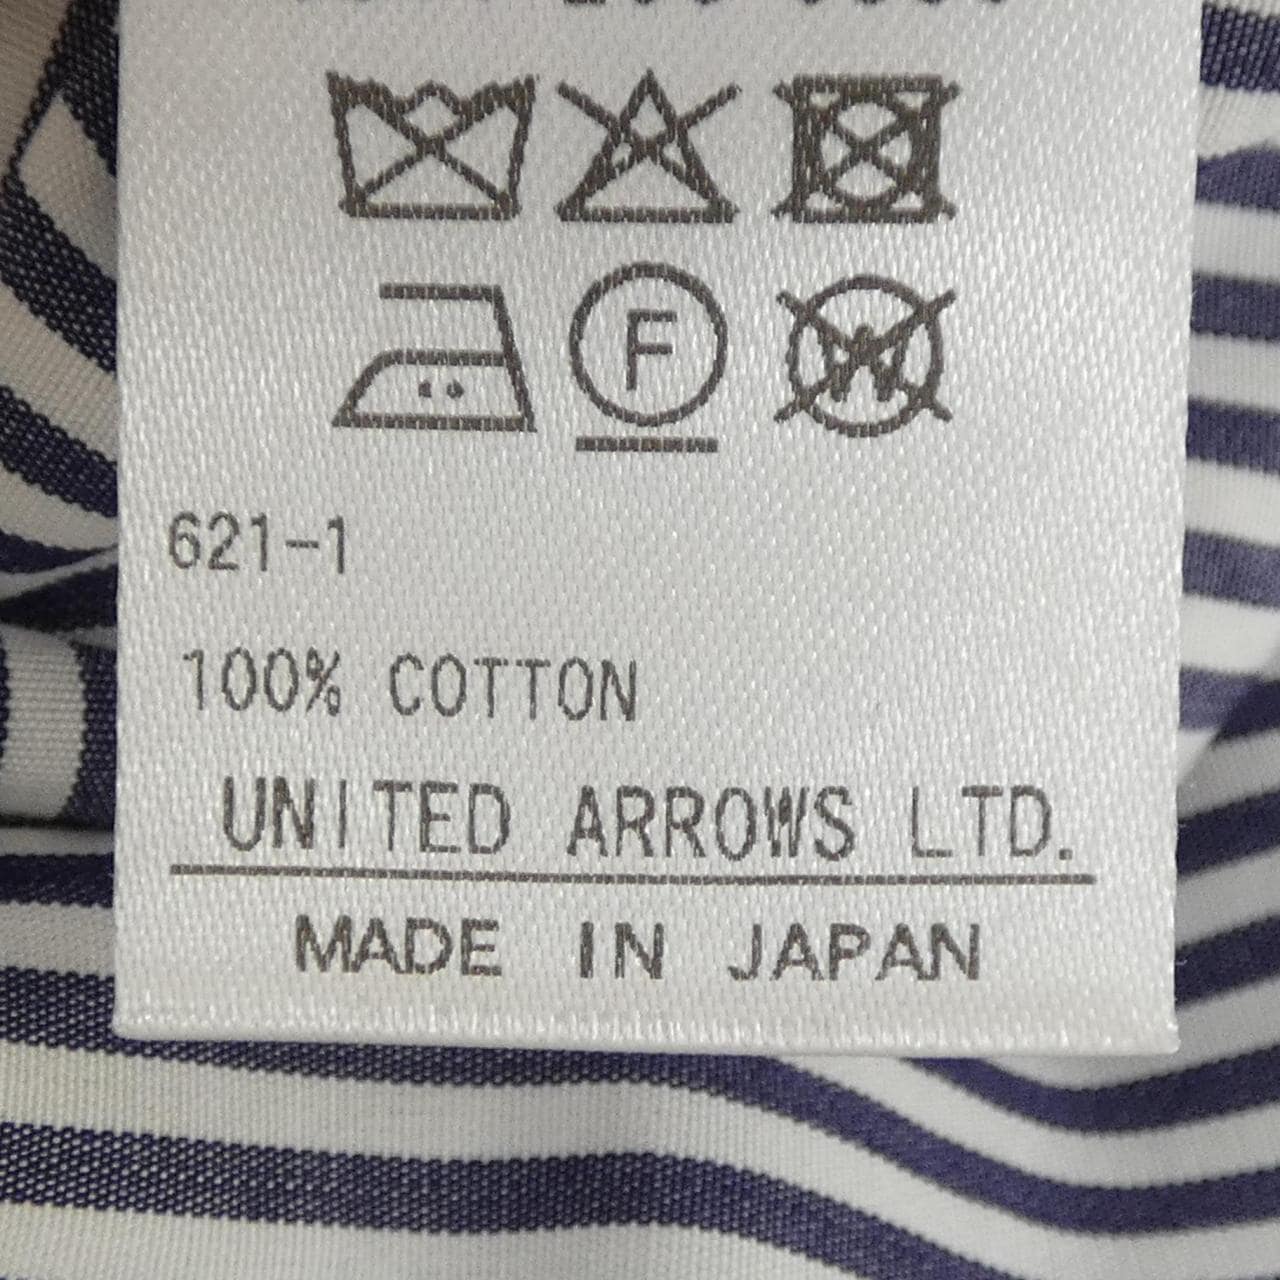 F
W
621-1
100% COTTON
UNITED ARROWS LTD.
MADE IN JAPAN